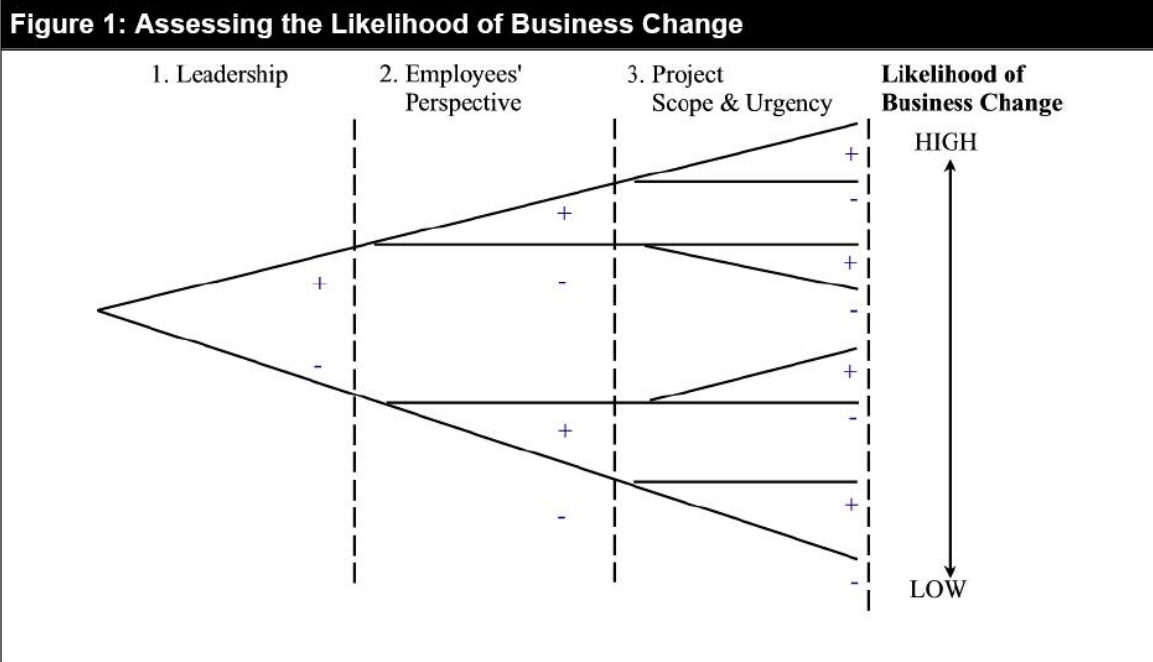 Figure 1: Assessing the Likelihood of Business Change
1. Leadership
2. Employees'
Perspective
3. Project
Scope & Urgency
Likelihood of
Business Change
HIGH
+
-
+
+
+
-
-
-
+
+
-
+
+
-
-
LOW